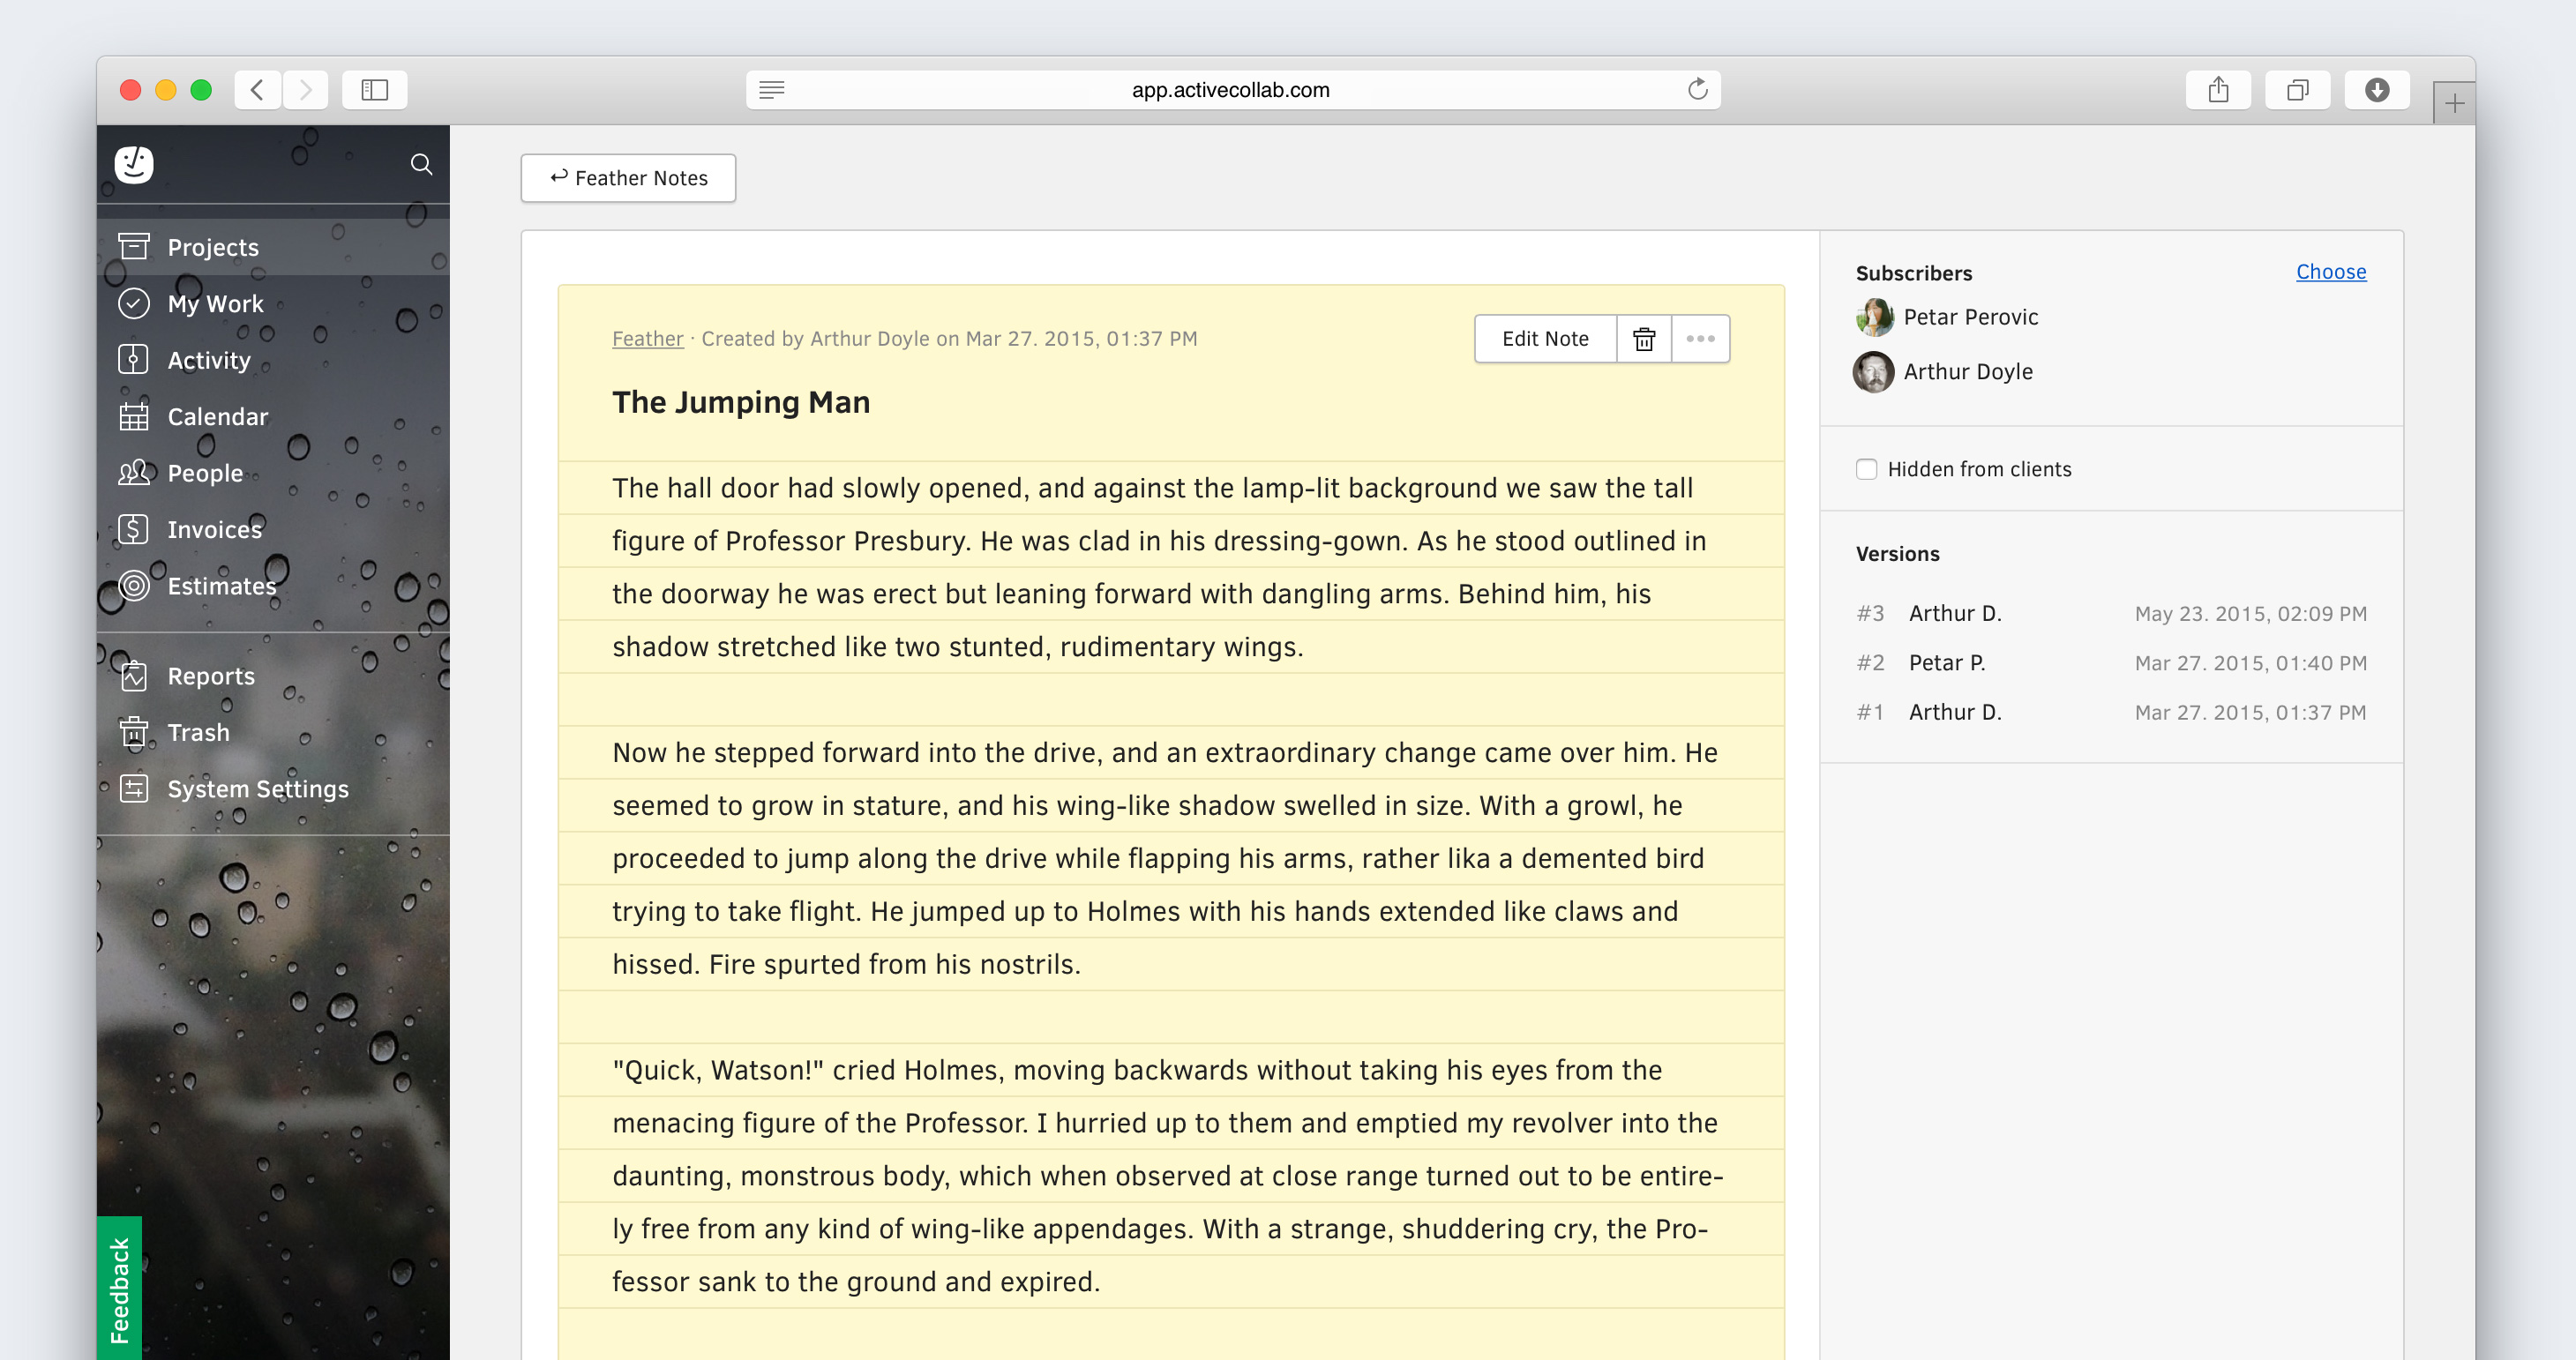 app.activecollab.com
Projects
My Work
Activity
Calendar
People
Invoices
Estimates
Reports
Trash
System Settings
Feedback
Feather Notes
Feather · Created by Arthur Doyle on Mar 27. 2015, 01:37 PM
Edit Note
The Jumping Man
The hall door had slowly opened, and against the lamp-lit background we saw the tall
figure of Professor Presbury. He was clad in his dressing-gown. As he stood outlined in
the doorway he was erect but leaning forward with dangling arms. Behind him, his
shadow stretched like two stunted, rudimentary wings.
Now he stepped forward into the drive, and an extraordinary change came over him. He
seemed to grow in stature, and his wing-like shadow swelled in size. With a growl, he
proceeded to jump along the drive while flapping his arms, rather lika a demented bird
trying to take flight. He jumped up to Holmes with his hands extended like claws and
hissed. Fire spurted from his nostrils.
"Quick, Watson!" cried Holmes, moving backwards without taking his eyes from the
menacing figure of the Professor. I hurried up to them and emptied my revolver into the
daunting, monstrous body, which when observed at close range turned out to be entire-
ly free from any kind of wing-like appendages. With a strange, shuddering cry, the Pro-
fessor sank to the ground and expired.
Subscribers
Choose
Petar Perovic
Arthur Doyle
Hidden from clients
Versions
#3 Arthur D. May 23. 2015, 02:09 PM
#2 Petar P. Mar 27. 2015, 01:40 PM
#1 Arthur D. Mar 27. 2015, 01:37 PM